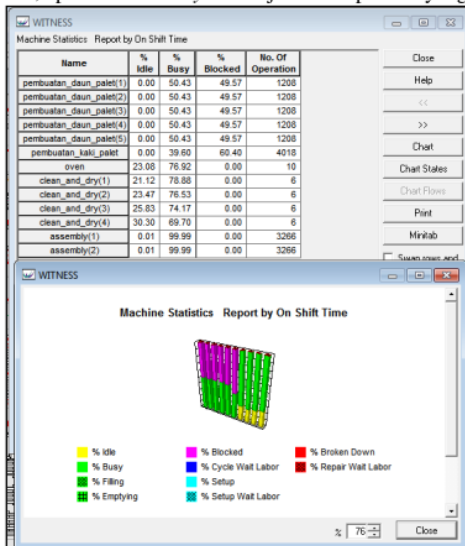 WITNESS
Machine Statistics Report by On Shift Time
Name % Idle % Busy % Blocked No. Of Operation
pembuatan_daun_palet(1) 0.00 50.43 49.57 1208
pembuatan_daun_palet(2) 0.00 50.43 49.57 1208
pembuatan_daun_palet(3) 0.00 50.43 49.57 1208
pembuatan_daun_palet(4) 0.00 50.43 49.57 1208
pembuatan_daun_palet(5) 0.00 50.43 49.57 1208
pembuatan_kaki_palet 0.00 39.60 60.40 4018
oven 23.08 76.92 0.00 10
clean_and_dry(1) 21.12 78.88 0.00 6
clean_and_dry(2) 23.47 76.53 0.00 6
clean_and_dry(3) 25.83 74.17 0.00 6
clean_and_dry(4) 30.30 69.70 0.00 6
assembly(1) 0.01 99.99 0.00 3266
assembly(2) 0.01 99.99 0.00 3266
Close
Help
<<
>>
Chart
Chart States
Chart Flows
Print
Minitab
Swap rows and
WITNESS
Machine Statistics Report by On Shift Time
% Idle % Blocked % Broken Down
% Busy % Cycle Wait Labor % Repair Wait Labor
% Filling % Setup
% Emptying % Setup Wait Labor
% 76 Close